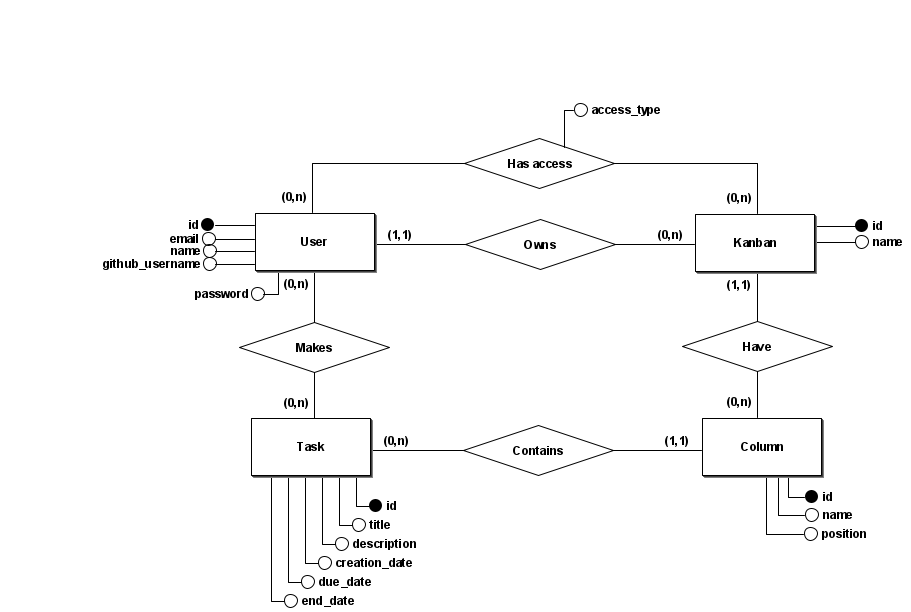 access_type
Has access
(0,n)
(0,n)
id
email
name
github_username
User
(1,1)
Owns
(0,n)
Kanban
id
name
password
(0,n)
(1,1)
Makes
Have
(0,n)
(0,n)
Task
(0,n)
Contains
(1,1)
Column
id
title
description
creation_date
due_date
end_date
id
name
position